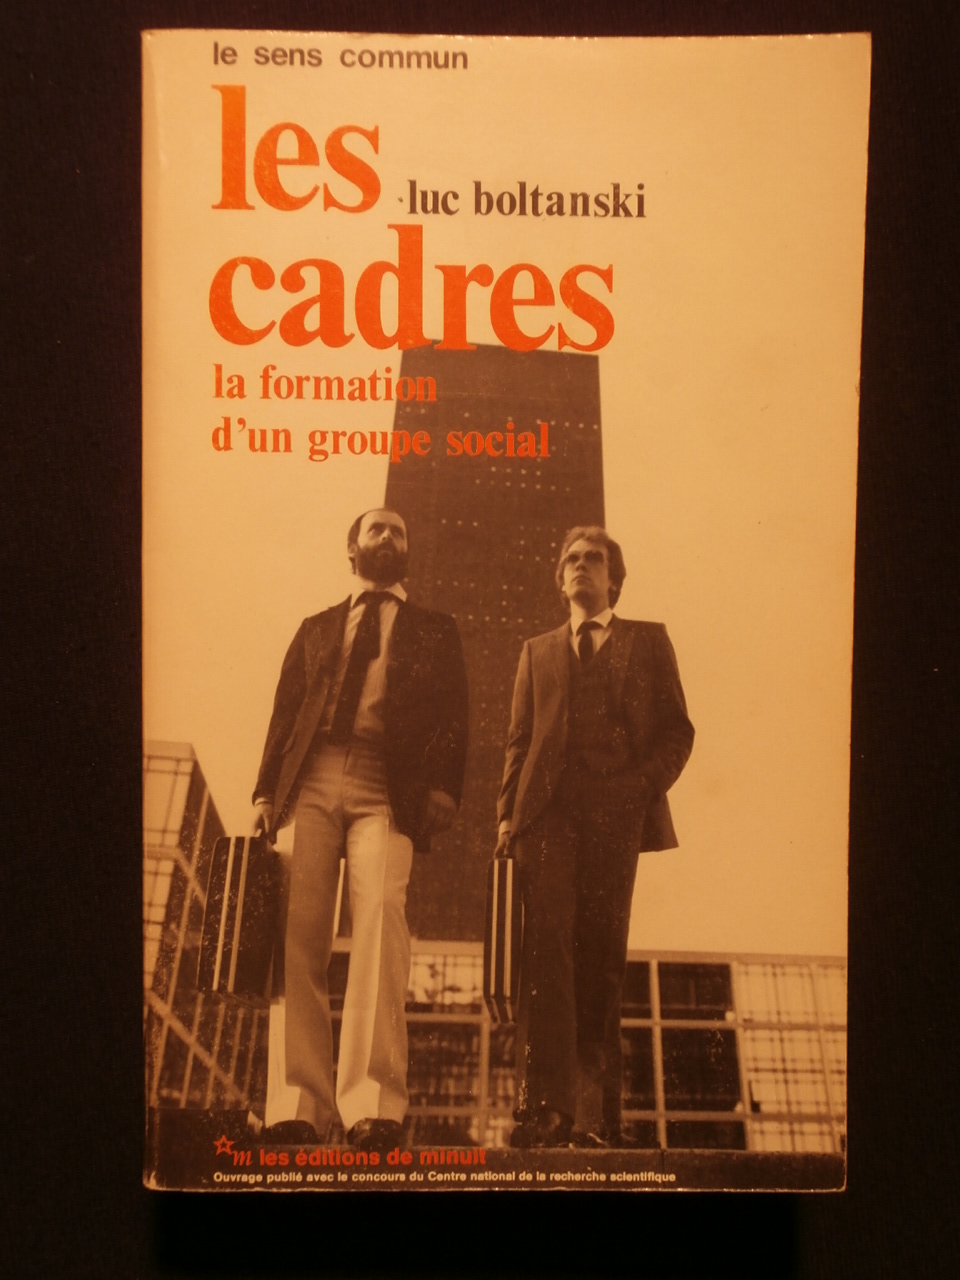 le sens commun
les
luc boltanski
cadres
la formation
d'un groupe social
m les éditions de minuit
Ouvrage publié avec le concours du Centre national de la recherche scientifique